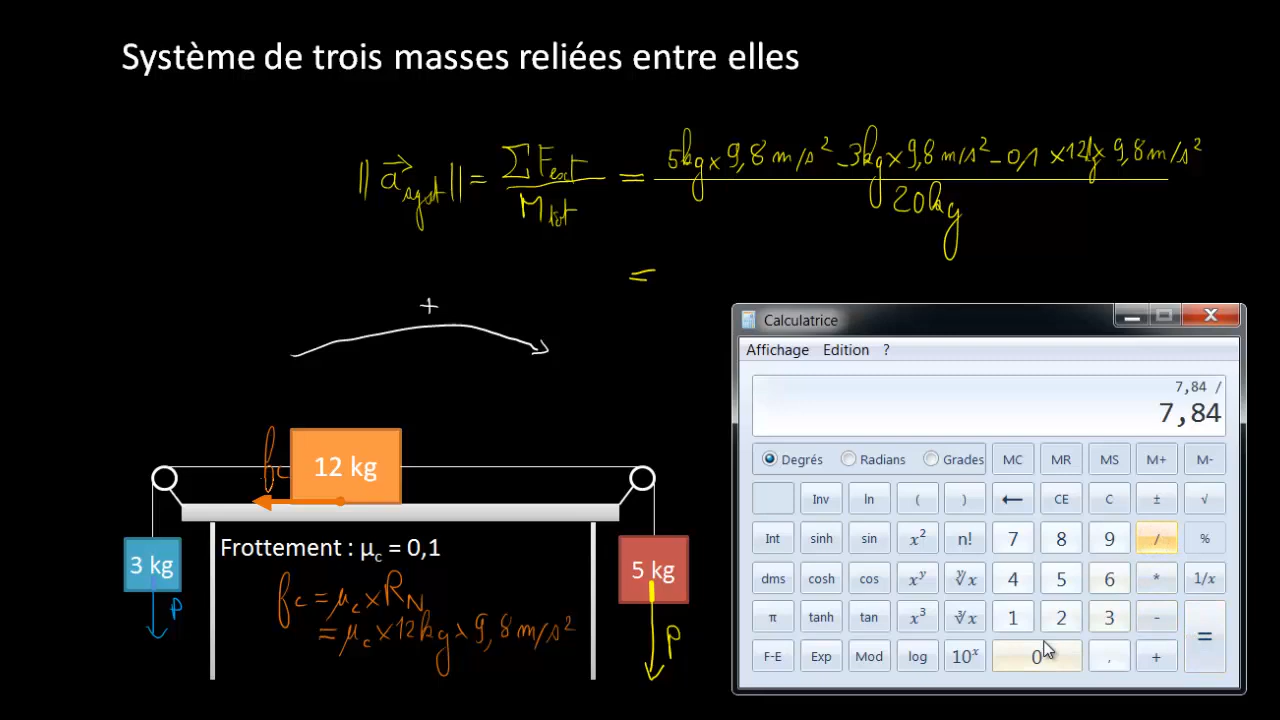 Système de trois masses reliées entre elles
||a⃗syst|| = ΣFext / Mtot = 5kg × 9,8 m/s² - 3kg × 9,8 m/s² - 0,1 × 12kg × 9,8 m/s² / 20kg
=
+
Calculatrice
Affichage Edition ?
7,84 /
7,84
Degrés Radians Grades MC MR MS M+ M-
Inv ln ( ) ← CE C ± √
Int sinh sin x² n! 7 8 9 / %
dms cosh cos xʸ ʸ√x 4 5 6 * 1/x
π tanh tan x³ ³√x 1 2 3 - =
F-E Exp Mod log 10ˣ 0 , +
fc
12 kg
3 kg
P
Frottement : μc = 0,1
fc = μc × RN
= μc × 12kg × 9,8 m/s²
5 kg
P